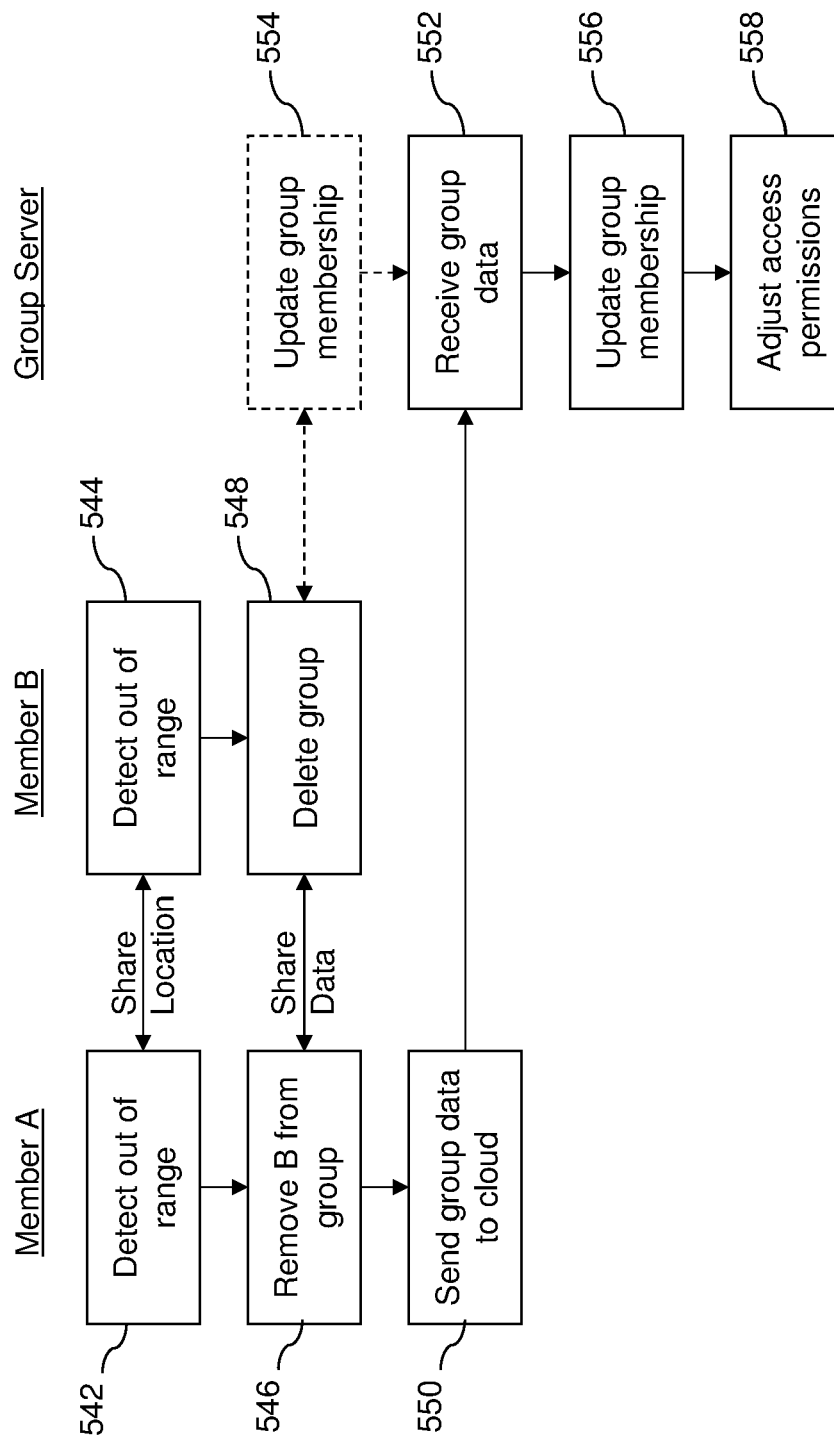 Member A
Member B
Group Server
542
Detect out of
range
Share
Location
Detect out of
range
544
546
Remove B from
group
Share
Data
Delete group
548
Update group
membership
554
550
Send group data
to cloud
Receive group
data
552
Update group
membership
556
Adjust access
permissions
558